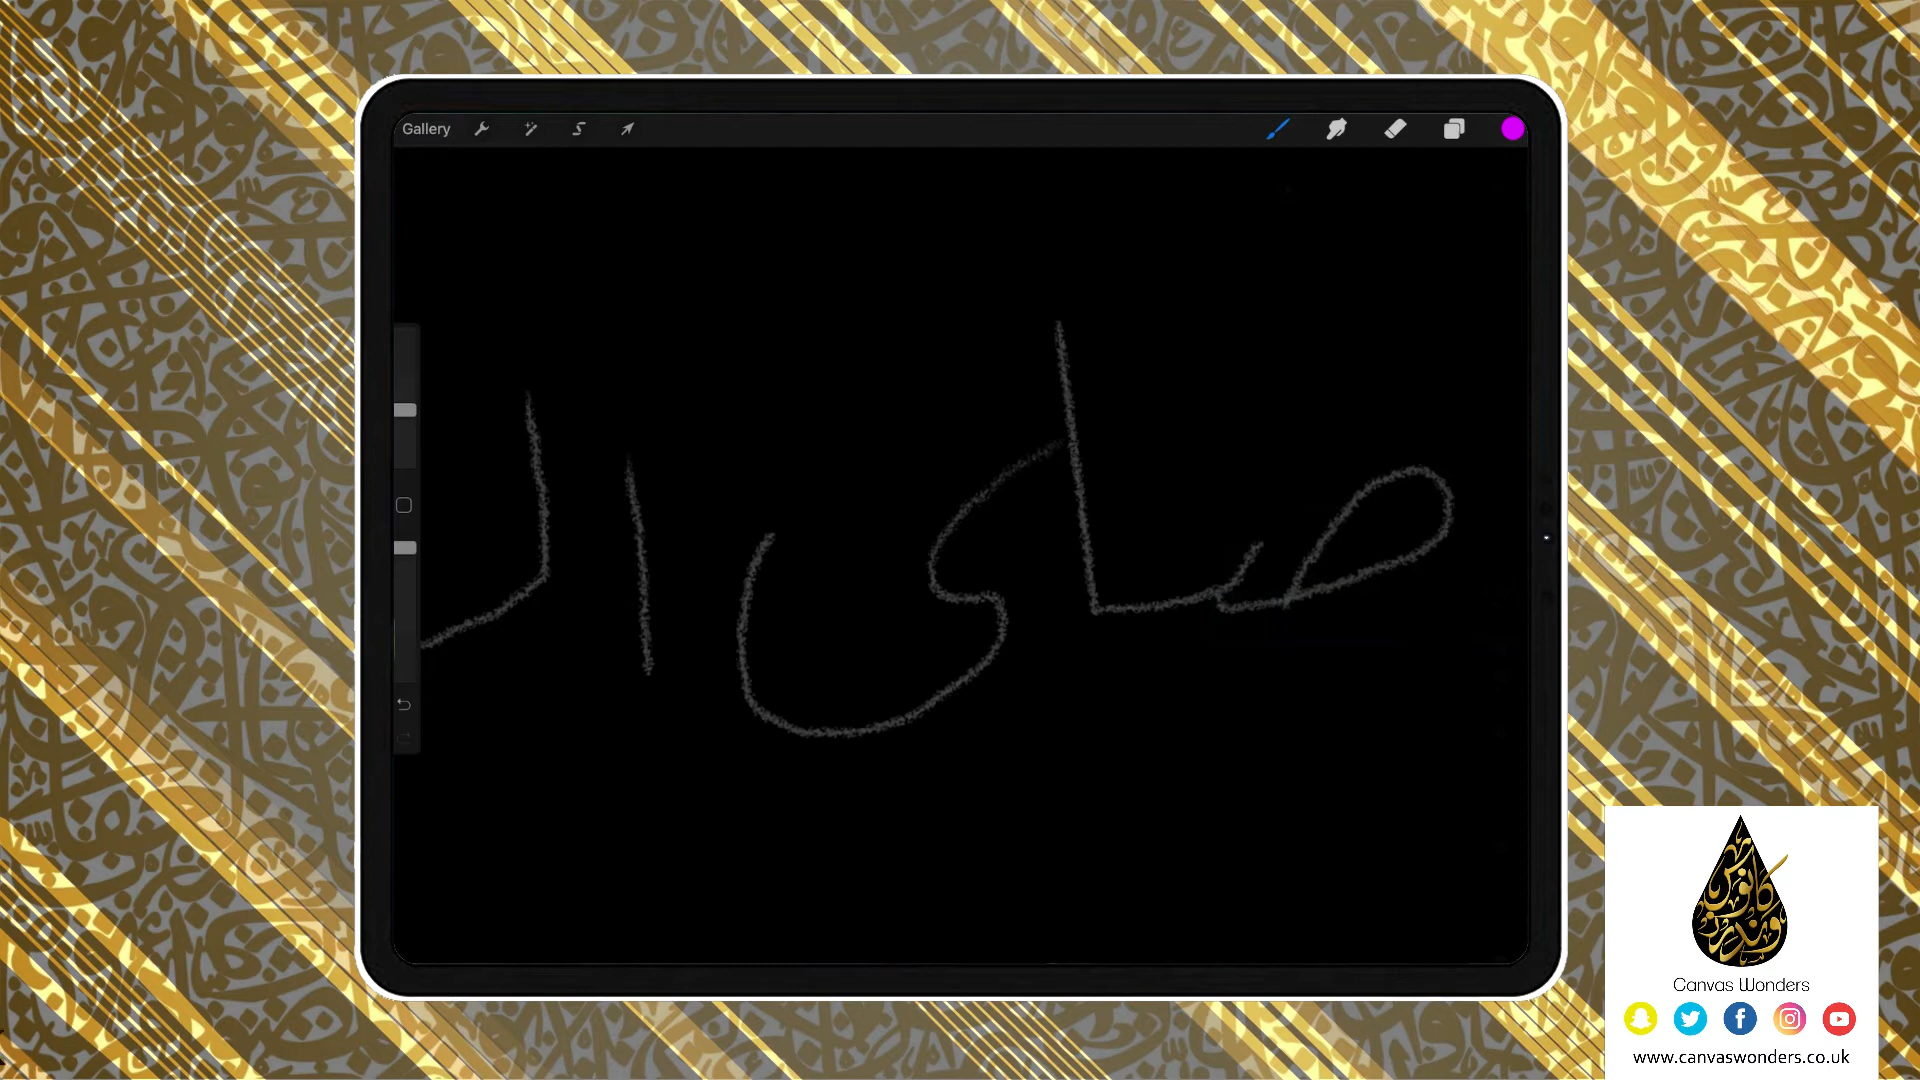 Gallery
صلى ال
Canvas Wonders
www.canvaswonders.co.uk